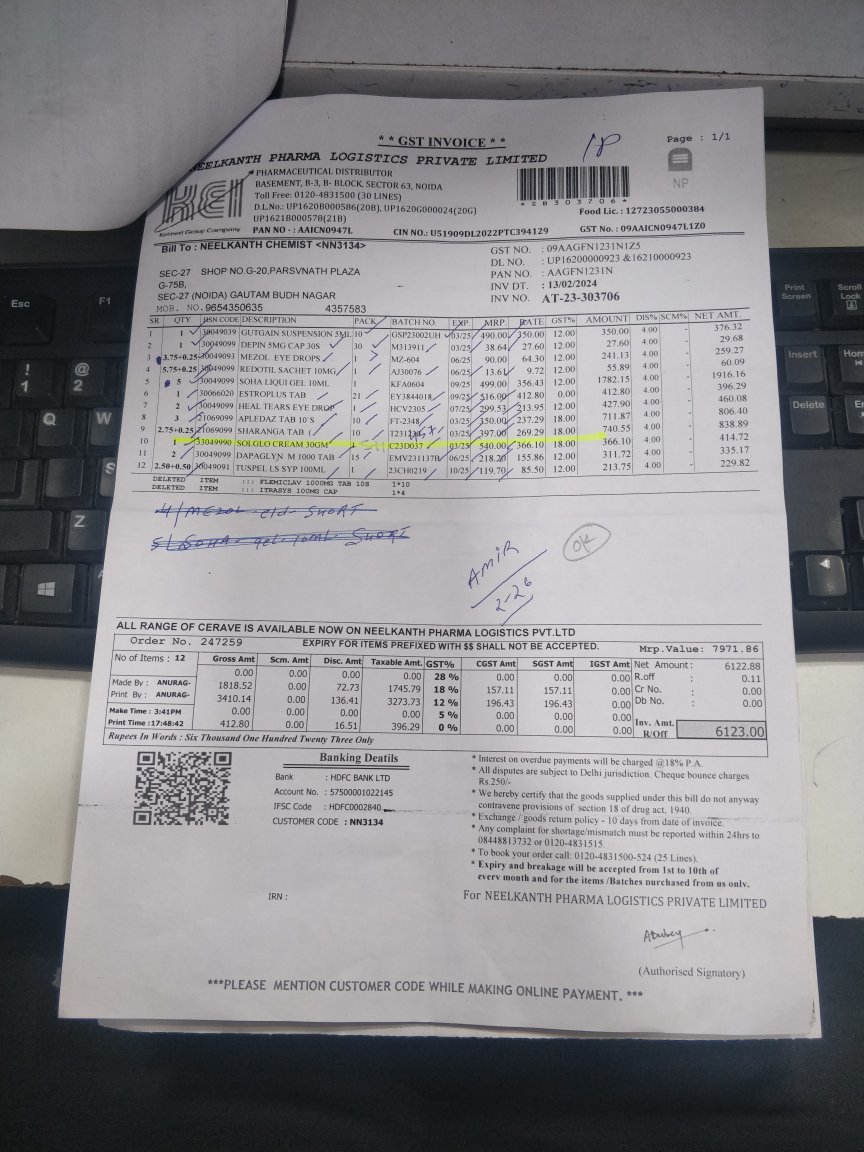 * * GST INVOICE * *
Page : 1/1
NEELKANTH PHARMA LOGISTICS PRIVATE LIMITED
KEI
Keimed Group Company
PHARMACEUTICAL DISTRIBUTOR
BASEMENT, B-3, B- BLOCK, SECTOR 63, NOIDA
Toll Free: 0120-4831500 (30 LINES)
D.L.No.: UP1620B000586(20B), UP1620G000024(20G)
UP1621B000578(21B)
PAN NO - : AAICN0947L
CIN NO.: U51909DL2022PTC394129
*SB303706*
NP
Food Lic. : 12723055000384
GST No. : 09AAICN0947L1Z0
Bill To : NEELKANTH CHEMIST <NN3134>
SEC-27 SHOP NO.G-20,PARSVNATH PLAZA
G-75B,
SEC-27 (NOIDA) GAUTAM BUDH NAGAR
MOB. NO.9654350635 4357583
GST NO. : 09AAGFN1231N1Z5
DL NO. : UP16200000923 &16210000923
PAN NO. : AAGFN1231N
INV DT. : 13/02/2024
INV NO. AT-23-303706
SR QTY HSN CODE DESCRIPTION PACK BATCH NO. EXP. MRP. RATE GST% AMOUNT DIS% SCM% NET AMT.
1 1 30049039 GUTGAIN SUSPENSION 5ML 10 GSP23002UH 03/25 490.00 350.00 12.00 350.00 4.00 - 376.32
2 1 30049099 DEPIN 5MG CAP 30S 30 M313911 03/25 38.64 27.60 12.00 27.60 4.00 - 29.68
3 3.75+0.25 30049093 MEZOL EYE DROPS 1 MZ-604 06/25 90.00 64.30 12.00 241.13 4.00 - 259.27
4 5.75+0.25 30049099 REDOTIL SACHET 10MG 1 AJ30076 06/25 13.61 9.72 12.00 55.89 4.00 - 60.09
5 5 30049099 SOHA LIQUI GEL 10ML 1 KFA0604 09/25 499.00 356.43 12.00 1782.15 4.00 - 1916.16
6 1 30066020 ESTROPLUS TAB 21 EY3844018 09/25 516.00 412.80 0.00 412.80 4.00 - 396.29
7 2 30049099 HEAL TEARS EYE DROP 1 HCV2305 07/25 299.53 213.95 12.00 427.90 4.00 - 460.08
8 3 21069099 APLEDAZ TAB 10`S 10 FT-2348 03/25 350.00 237.29 18.00 711.87 4.00 - 806.40
9 2.75+0.25 21069099 SHARANGA TAB 10 03/25 397.00 269.29 18.00 740.55 4.00 - 838.89
10 1 33049990 SOLGLO CREAM 30GM 1 C23D037 03/25 540.00 366.10 18.00 366.10 4.00 - 414.72
11 2 30049099 DAPAGLYN M 1000 TAB 15 EMV231137B 06/25 218.20 155.86 12.00 311.72 4.00 - 335.17
12 2.50+0.50 30049091 TUSPEL LS SYP 100ML 1 23CH0219 10/25 119.70 85.50 12.00 213.75 4.00 - 229.82
DELETED ITEM ::: FLEMICLAV 1000MG TAB 10S 1*10
DELETED ITEM ::: ITRASYS 100MG CAP 1*4
4/ MEZOL SHORT
5/ SOHA gel 10ml SHORT
AMIR
2-26
OK
ALL RANGE OF CERAVE IS AVAILABLE NOW ON NEELKANTH PHARMA LOGISTICS PVT.LTD
Order No. 247259 EXPIRY FOR ITEMS PREFIXED WITH $$ SHALL NOT BE ACCEPTED. Mrp.Value: 7971.86
No of Items : 12
Made By : ANURAG-
Print By : ANURAG-
Make Time : 3:41PM
Print Time :17:48:42
Gross Amt Scm. Amt Disc. Amt Taxable Amt. GST% CGST Amt SGST Amt IGST Amt
0.00 0.00 0.00 0.00 28 % 0.00 0.00 0.00
1818.52 0.00 72.73 1745.79 18 % 157.11 157.11 0.00
3410.14 0.00 136.41 3273.73 12 % 196.43 196.43 0.00
0.00 0.00 0.00 0.00 5 % 0.00 0.00 0.00
412.80 0.00 16.51 396.29 0 % 0.00 0.00 0.00
Net Amount: 6122.88
R.off : 0.11
Cr No. : 0.00
Db No. : 0.00
Inv. Amt. R/Off 6123.00
Rupees In Words : Six Thousand One Hundred Twenty Three Only
Banking Deatils
Bank : HDFC BANK LTD
Account No. : 57500001022145
IFSC Code : HDFC0002840
CUSTOMER CODE : NN3134
* Interest on overdue payments will be charged @18% P.A.
* All disputes are subject to Delhi jurisdiction. Cheque bounce charges
Rs.250/-
* We hereby certify that the goods supplied under this bill do not anyway
contravene provisions of section 18 of drug act, 1940.
* Exchange / goods return policy - 10 days from date of invoice.
* Any complaint for shortage/mismatch must be reported within 24hrs to
08448813732 or 0120-4831515.
* To book your order call: 0120-4831500-524 (25 Lines).
* Expiry and breakage will be accepted from 1st to 10th of
every month and for the items /Batches purchased from us only.
IRN :
For NEELKANTH PHARMA LOGISTICS PRIVATE LIMITED
(Authorised Signatory)
***PLEASE MENTION CUSTOMER CODE WHILE MAKING ONLINE PAYMENT. ***
Esc
F1
! 1
@ 2
Q
W
Z
Print Screen
Scroll Lock
Insert
Hom
Delete